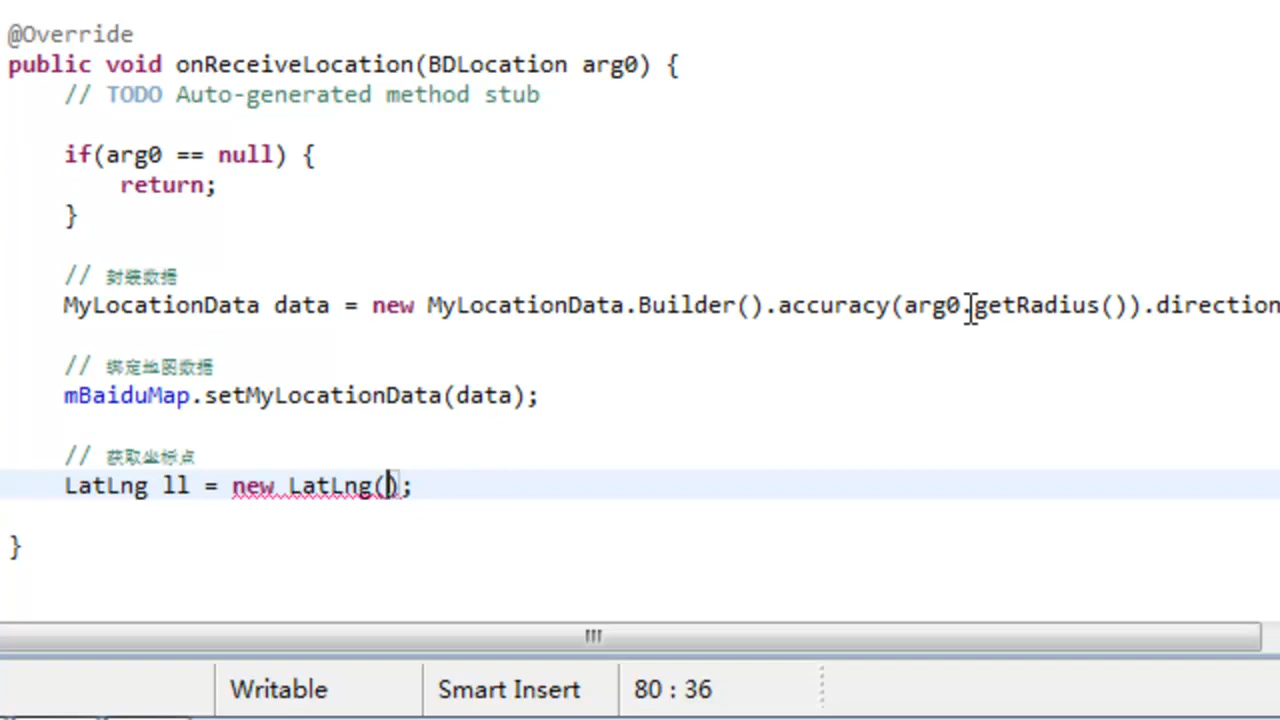 @Override
public void onReceiveLocation(BDLocation arg0) {
// TODO Auto-generated method stub
if(arg0 == null) {
return;
}
// 封装数据
MyLocationData data = new MyLocationData.Builder().accuracy(arg0.getRadius()).direction
// 绑定地图数据
mBaiduMap.setMyLocationData(data);
// 获取坐标点
LatLng ll = new LatLng();
}
Writable
Smart Insert
80 : 36